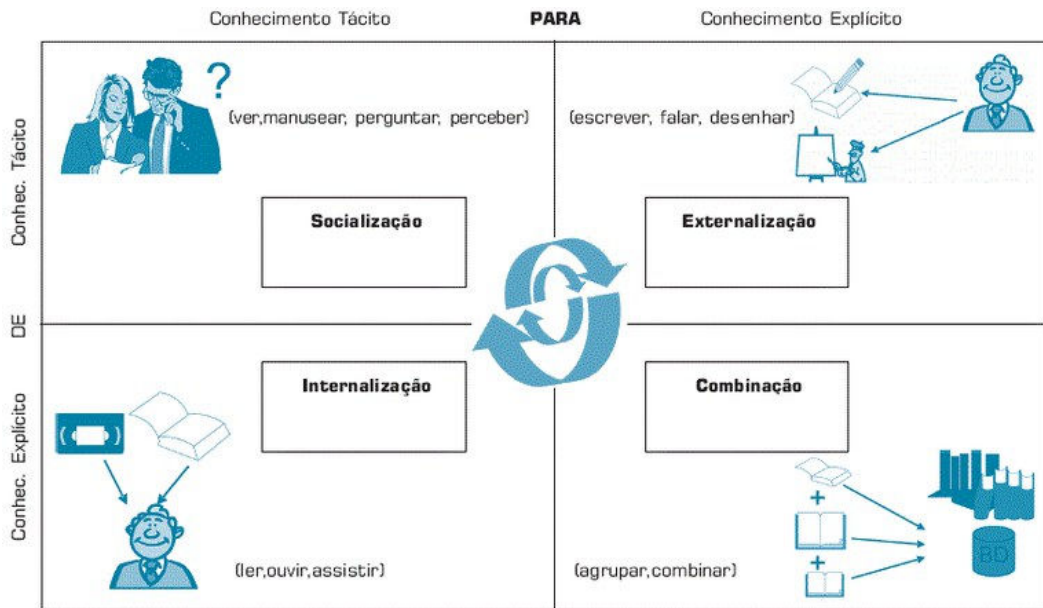 Conhecimento Tácito PARA Conhecimento Explícito
Conhec. Tácito
?
(ver,manusear, perguntar, perceber)
(escrever, falar, desenhar)
Socialização
Externalização
DE
Internalização
Combinação
Conhec. Explícito
+
+
BD
(ler,ouvir,assistir)
(agrupar,combinar)